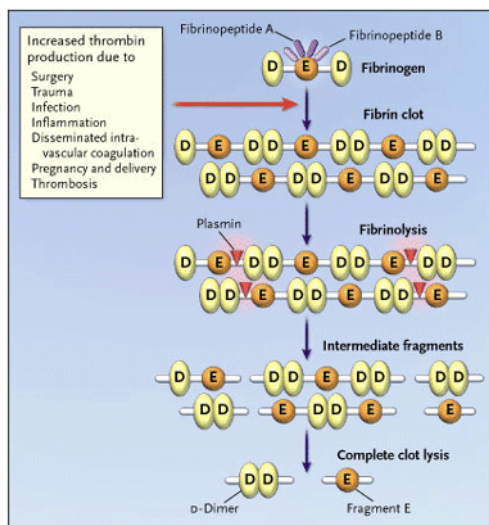 Increased thrombin
production due to
Surgery
Trauma
Infection
Inflammation
Disseminated intra-
vascular coagulation
Pregnancy and delivery
Thrombosis
Fibrinopeptide A
Fibrinopeptide B
D E D
Fibrinogen
Fibrin clot
D E D D E D D E D D
D D E D D E D D E
Fibrinolysis
Plasmin
D E D D E D D E D D
D D E D D E D D E
Intermediate fragments
D E D D E D D D D
D D E D D E E
Complete clot lysis
D D E
D-Dimer
Fragment E